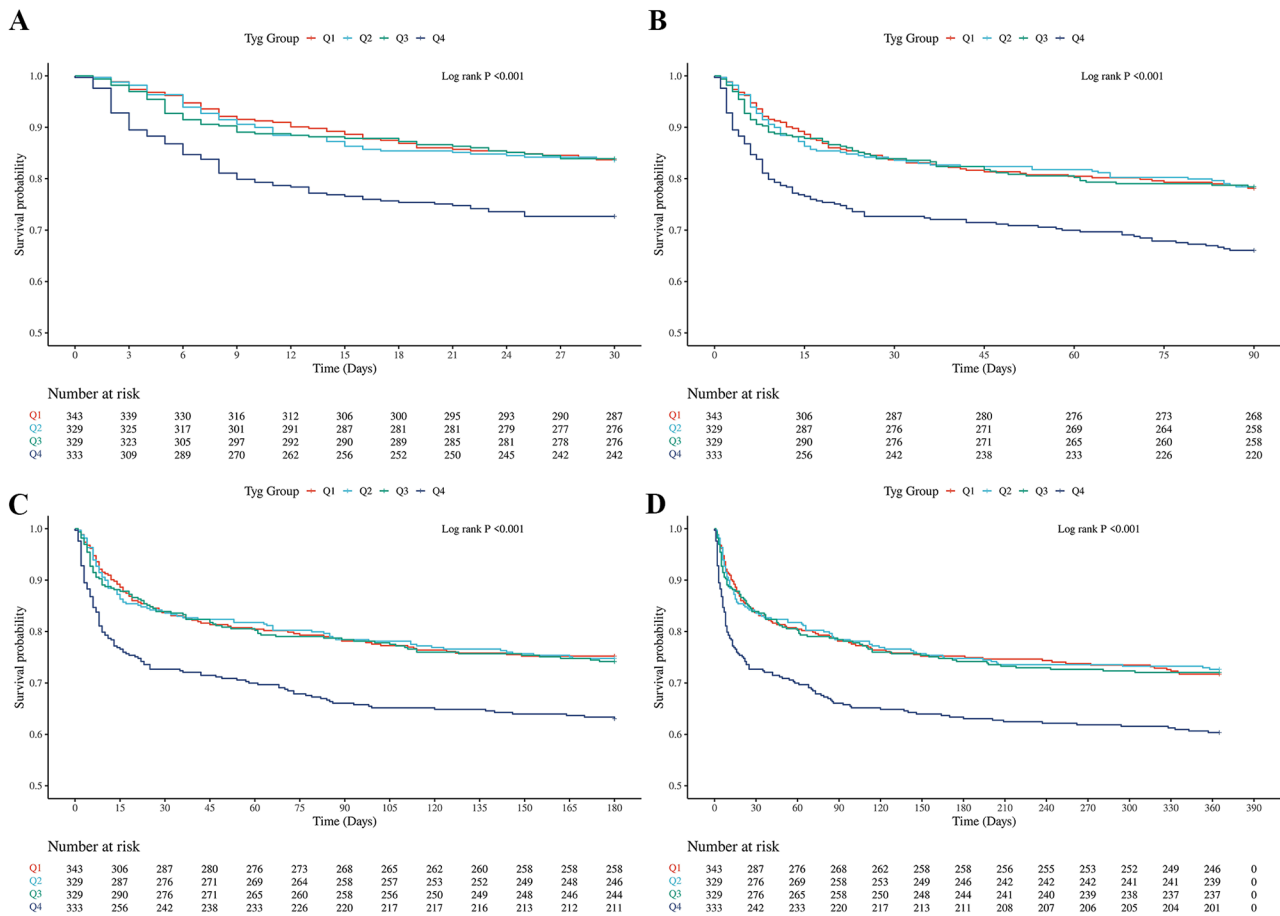 A
Tyg Group Q1 Q2 Q3 Q4
Log rank P <0.001
Survival probability
1.0
0.9
0.8
0.7
0.6
0.5
0 3 6 9 12 15 18 21 24 27 30
Time (Days)
Number at risk
Q1 343 339 330 316 312 306 300 295 293 290 287
Q2 329 325 317 301 291 287 281 281 279 277 276
Q3 329 323 305 297 292 290 289 285 281 278 276
Q4 333 309 289 270 262 256 252 250 245 242 242
B
Tyg Group Q1 Q2 Q3 Q4
Log rank P <0.001
Survival probability
1.0
0.9
0.8
0.7
0.6
0.5
0 15 30 45 60 75 90
Time (Days)
Number at risk
Q1 343 306 287 280 276 273 268
Q2 329 287 276 271 269 264 258
Q3 329 290 276 271 265 260 258
Q4 333 256 242 238 233 226 220
C
Tyg Group Q1 Q2 Q3 Q4
Log rank P <0.001
Survival probability
1.0
0.9
0.8
0.7
0.6
0.5
0 15 30 45 60 75 90 105 120 135 150 165 180
Time (Days)
Number at risk
Q1 343 306 287 280 276 273 268 265 262 260 258 258 258
Q2 329 287 276 271 269 264 258 257 253 252 249 248 246
Q3 329 290 276 271 265 260 258 256 250 249 248 246 244
Q4 333 256 242 238 233 226 220 217 217 216 213 212 211
D
Tyg Group Q1 Q2 Q3 Q4
Log rank P <0.001
Survival probability
1.0
0.9
0.8
0.7
0.6
0.5
0 30 60 90 120 150 180 210 240 270 300 330 360 390
Time (Days)
Number at risk
Q1 343 287 276 268 262 258 258 256 255 253 252 249 246 0
Q2 329 276 269 258 253 249 246 242 242 242 241 241 239 0
Q3 329 276 265 258 250 248 244 241 240 239 238 237 237 0
Q4 333 242 233 220 217 213 211 208 207 206 205 204 201 0